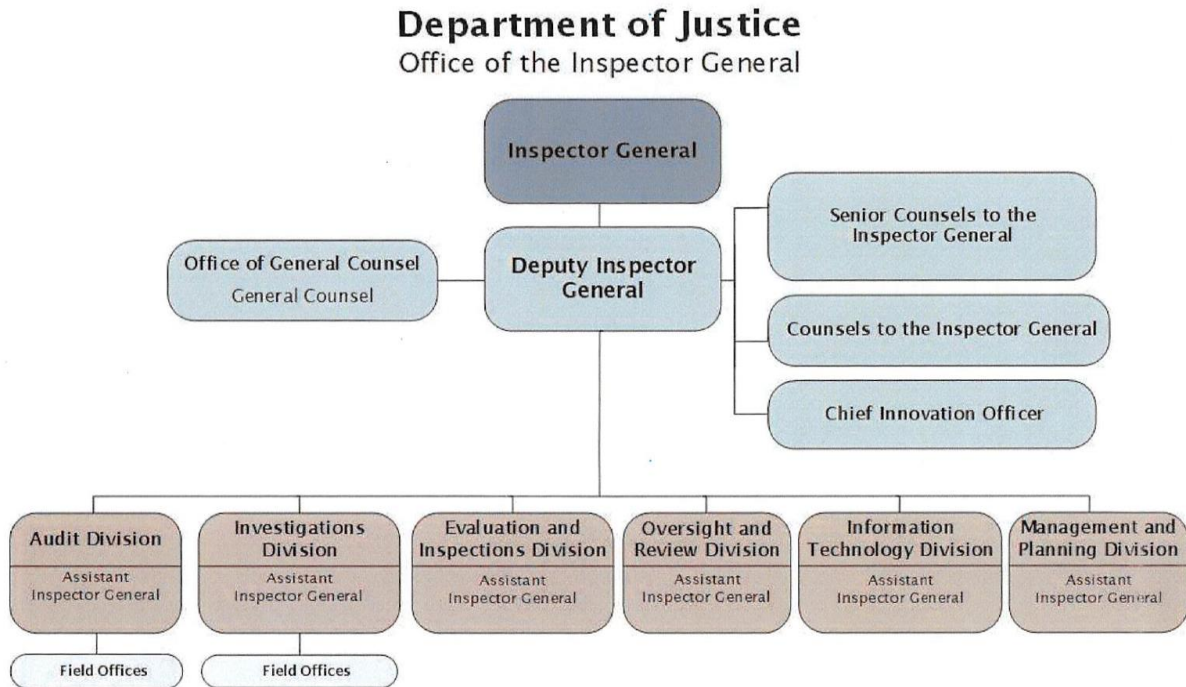 Department of Justice
Office of the Inspector General
Inspector General
Senior Counsels to the
Inspector General
Office of General Counsel
General Counsel
Deputy Inspector
General
Counsels to the Inspector General
Chief Innovation Officer
Audit Division
Assistant
Inspector General
Field Offices
Investigations
Division
Assistant
Inspector General
Field Offices
Evaluation and
Inspections Division
Assistant
Inspector General
Oversight and
Review Division
Assistant
Inspector General
Information
Technology Division
Assistant
Inspector General
Management and
Planning Division
Assistant
Inspector General